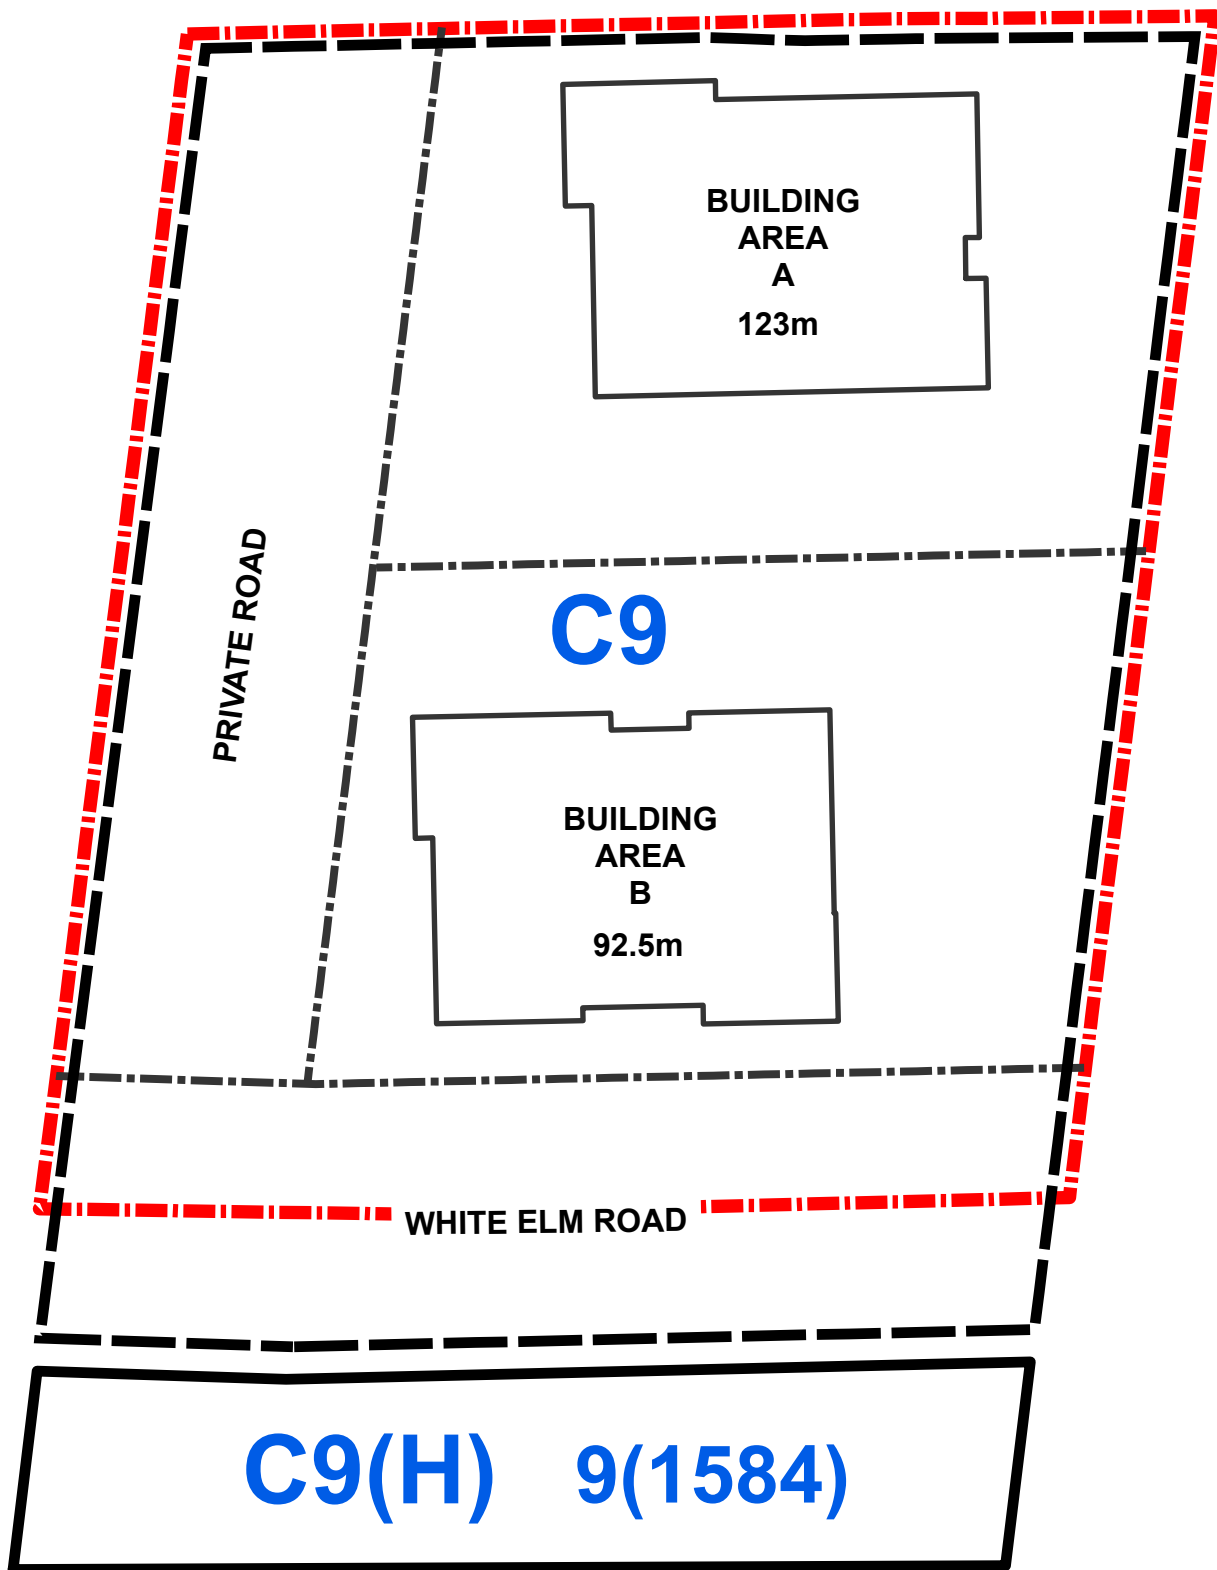 BUILDING
AREA
A
123m
PRIVATE ROAD
C9
BUILDING
AREA
B
92.5m
WHITE ELM ROAD
C9(H) 9(1584)